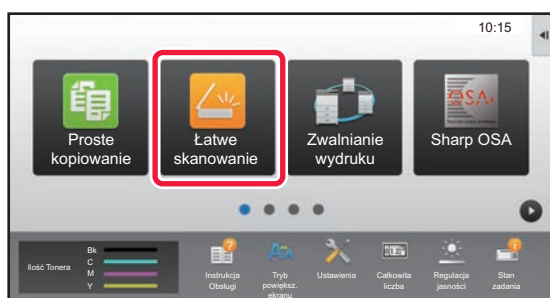 10:15
Proste
kopiowanie
Łatwe
skanowanie
Zwalnianie
wydruku
Sharp OSA
OSA
Ilość Tonera
Bk
C
M
Y
Instrukcja
Obsługi
Tryb
powiększ.
ekranu
Ustawienia
Całkowita
liczba
Regulacja
jasności
Stan
zadania